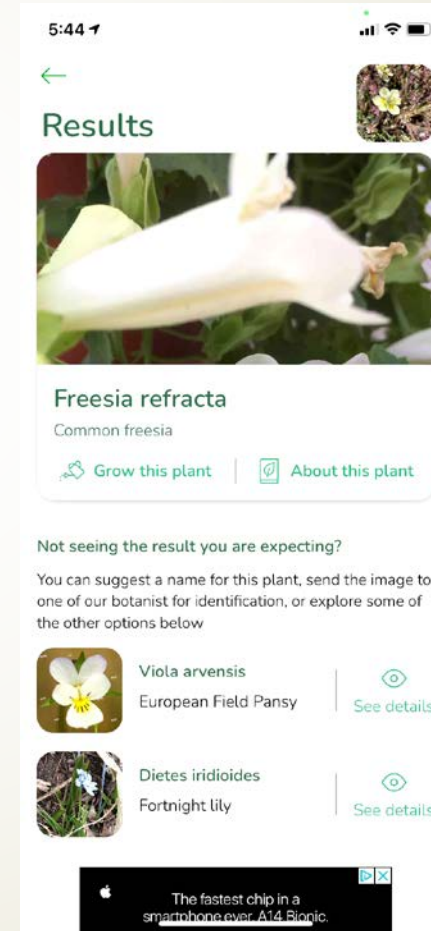 5:44
Results
Freesia refracta
Common freesia
Grow this plant
About this plant
Not seeing the result you are expecting?
You can suggest a name for this plant, send the image to
one of our botanist for identification, or explore some of
the other options below
Viola arvensis
European Field Pansy
See details
Dietes iridioides
Fortnight lily
See details
The fastest chip in a
smartphone ever. A14 Bionic.